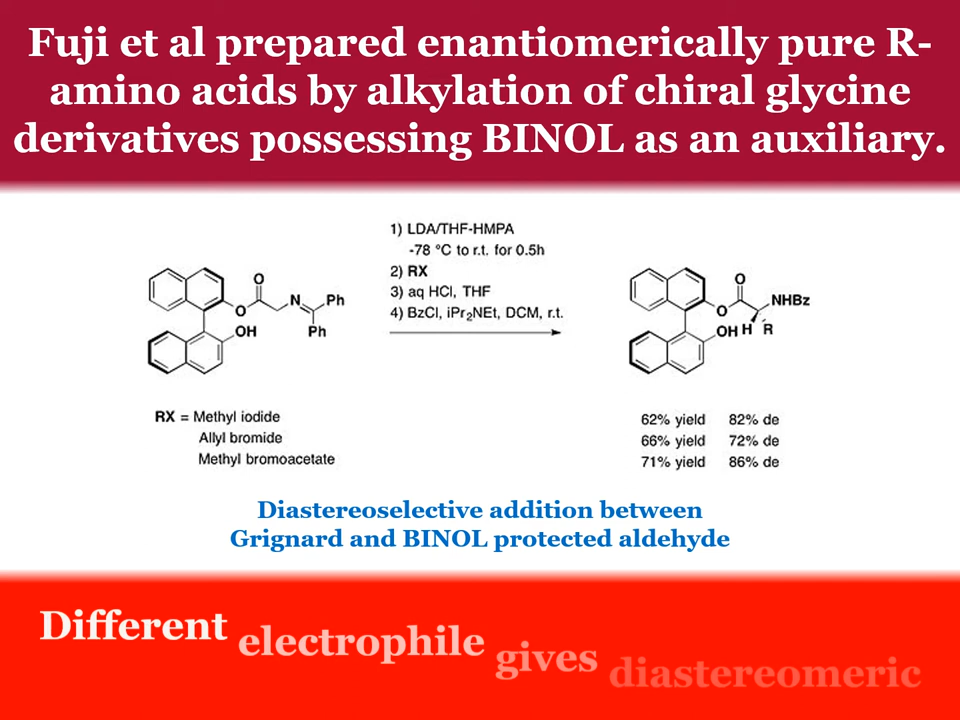 Fuji et al prepared enantiomerically pure R-
amino acids by alkylation of chiral glycine
derivatives possessing BINOL as an auxiliary.
1) LDA/THF-HMPA
-78 °C to r.t. for 0.5h
2) RX
3) aq HCl, THF
4) BzCl, iPr2NEt, DCM, r.t.
O
O
N
Ph
Ph
OH
O
O
NHBz
OH
H
R
RX = Methyl iodide
Allyl bromide
Methyl bromoacetate
62% yield 82% de
66% yield 72% de
71% yield 86% de
Diastereoselective addition between
Grignard and BINOL protected aldehyde
Different electrophile gives diastereomeric